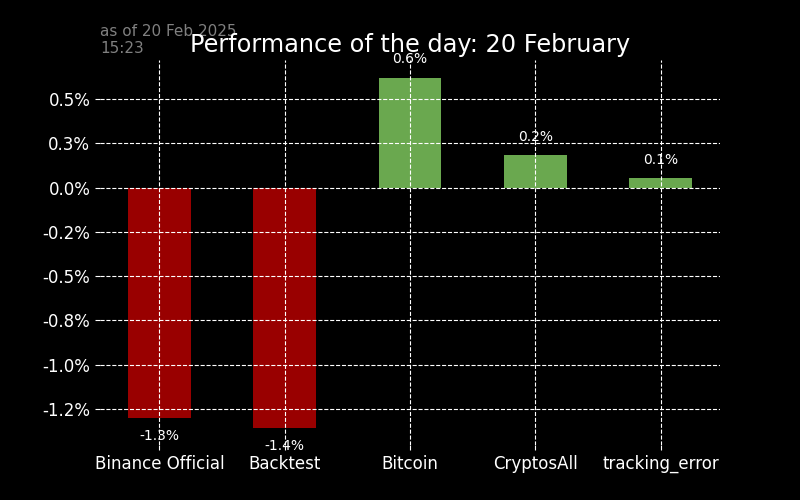 as of 20 Feb 2025
15:23
Performance of the day: 20 February
0.6%
0.5%
0.3%
0.2%
0.1%
0.0%
-0.2%
-0.5%
-0.8%
-1.0%
-1.2%
-1.3%
-1.4%
Binance Official
Backtest
Bitcoin
CryptosAll
tracking_error